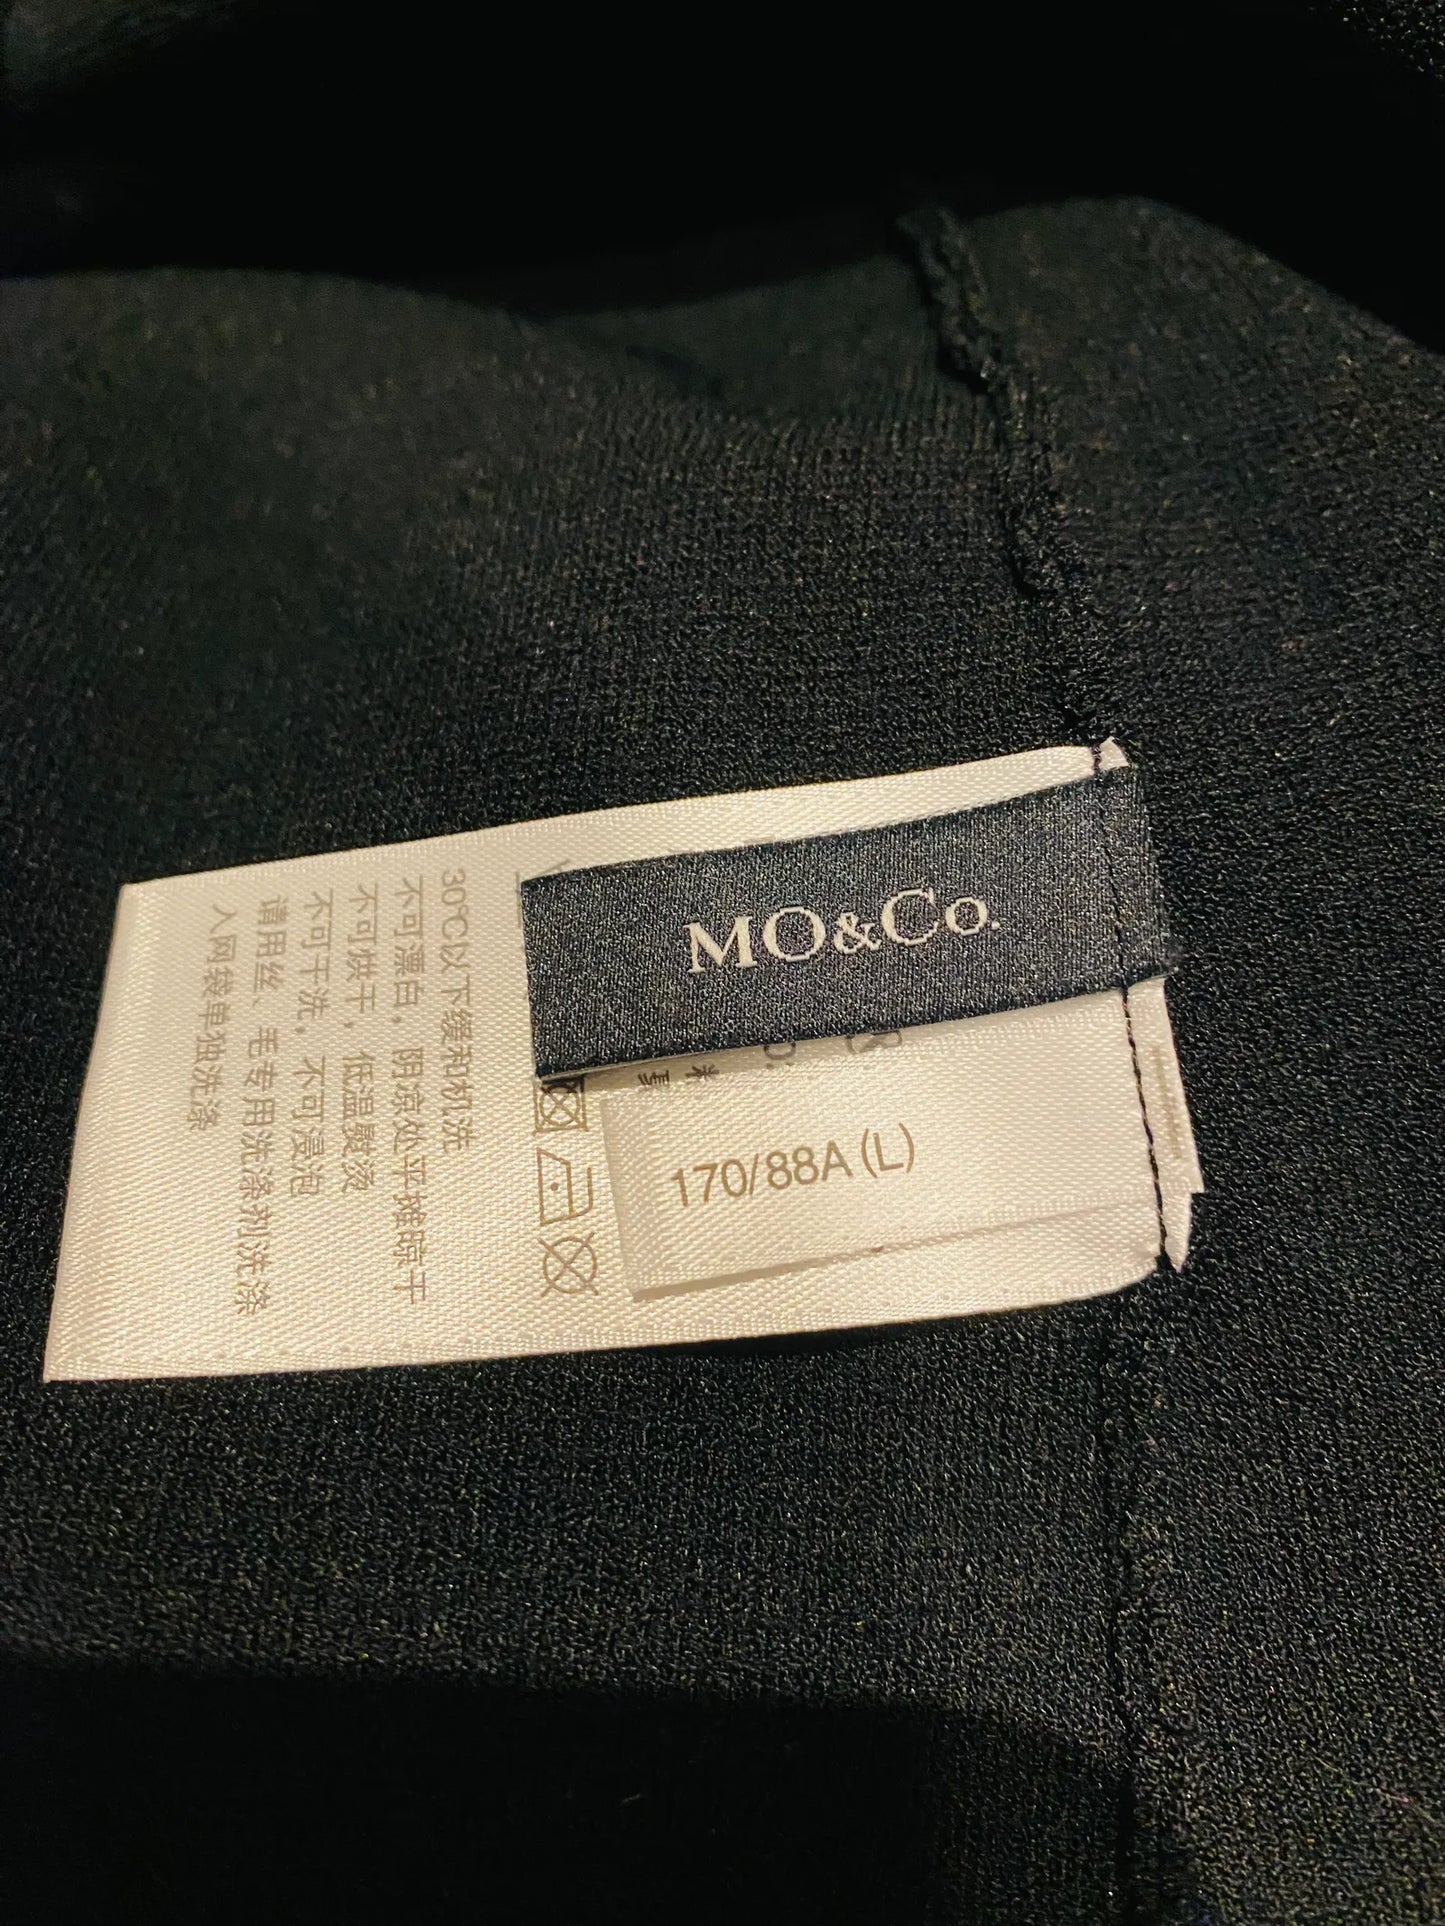 MO&Co.
170/88A (L)
30℃以下缓和机洗
不可漂白，阴凉处平摊晾干
不可烘干，低温熨烫
不可干洗，不可浸泡
请用丝、毛专用洗涤剂洗涤
入网袋单独洗涤